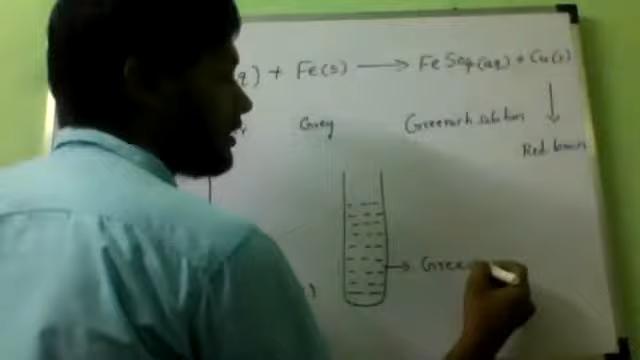 q) + Fe(s) → FeSO4(aq) + Cu(s)
Grey Greenish solution
Red brown
→ Gree